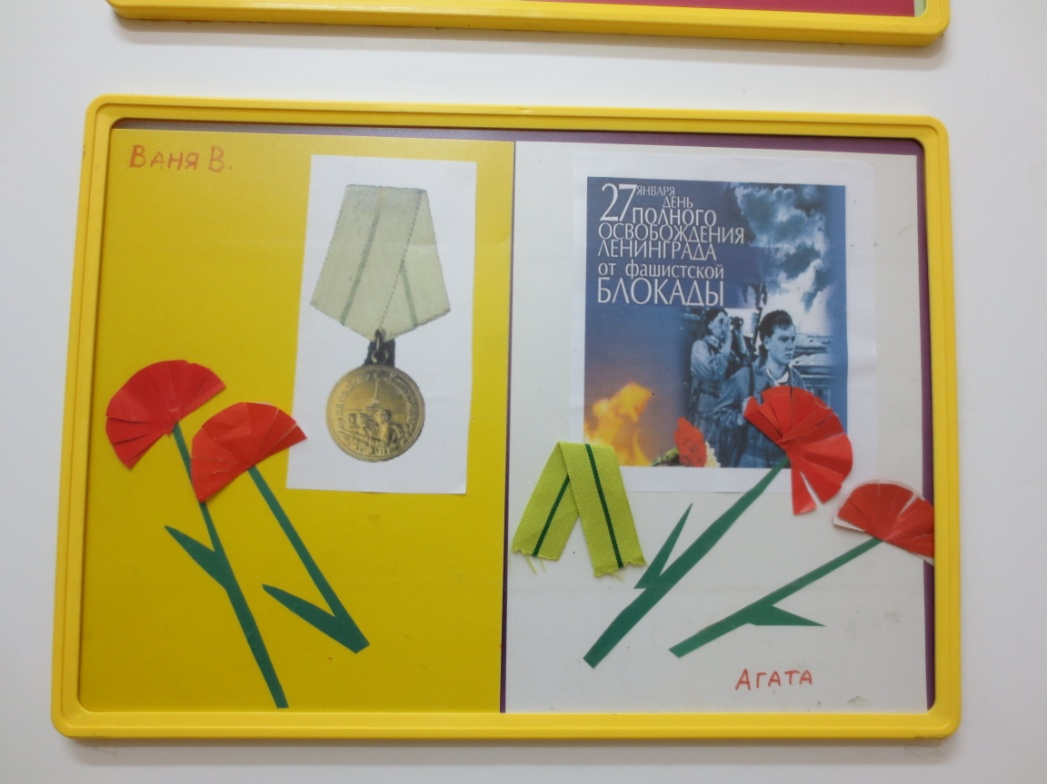 Ваня В.
27 ЯНВАРЯ
ДЕНЬ
ПОЛНОГО
ОСВОБОЖДЕНИЯ
ЛЕНИНГРАДА
от фашистской
БЛОКАДЫ
АГАТА